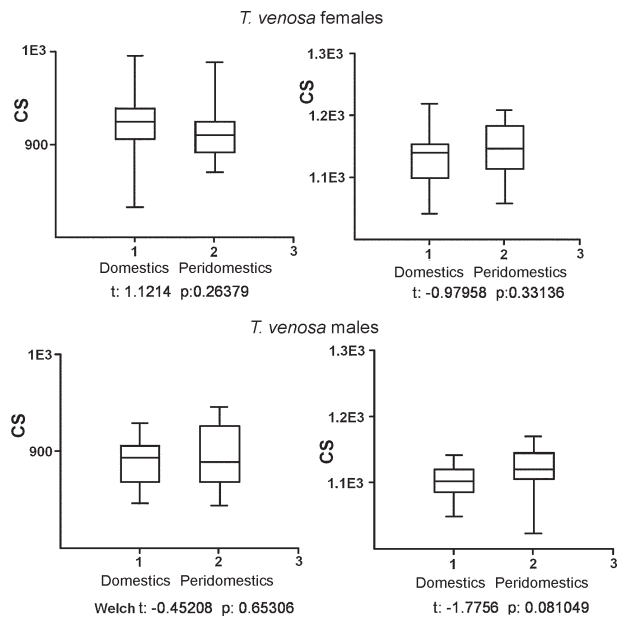 T. venosa females
1E3
CS
900
1
2
3
Domestics Peridomestics
t: 1.1214 p:0.26379
1.3E3
CS
1.2E3
1.1E3
1
2
3
Domestics Peridomestics
t: -0.97958 p:0.33136
T. venosa males
1E3
CS
900
1
2
3
Domestics Peridomestics
Welch t: -0.45208 p: 0.65306
1.3E3
1.2E3
CS
1.1E3
1
2
3
Domestics Peridomestics
t: -1.7756 p: 0.081049